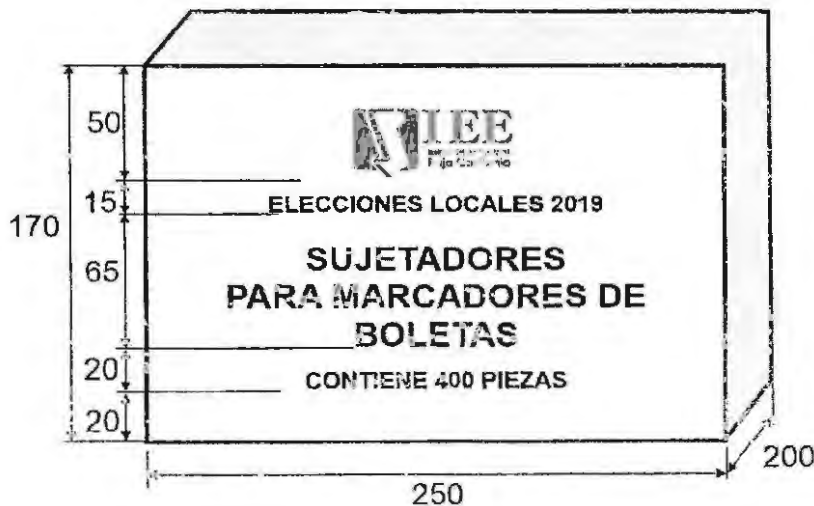 IEE
50
15
ELECCIONES LOCALES 2019
170
65
SUJETADORES
PARA MARCADORES DE
BOLETAS
20
CONTIENE 400 PIEZAS
20
200
250